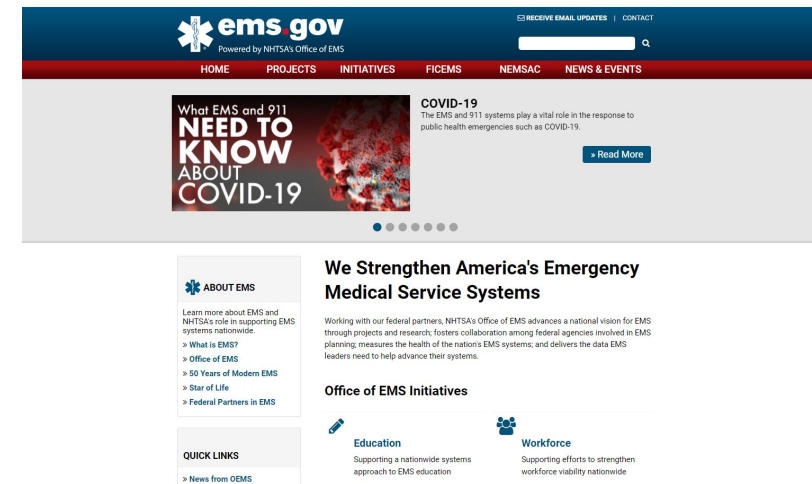 ems.gov
Powered by NHTSA's Office of EMS
RECEIVE EMAIL UPDATES | CONTACT
HOME PROJECTS INITIATIVES FICEMS NEMSAC NEWS & EVENTS
What EMS and 911
NEED TO
KNOW
ABOUT
COVID-19
COVID-19
The EMS and 911 systems play a vital role in the response to
public health emergencies such as COVID-19.
» Read More
ABOUT EMS
Learn more about EMS and
NHTSA's role in supporting EMS
systems nationwide.
» What is EMS?
» Office of EMS
» 50 Years of Modern EMS
» Star of Life
» Federal Partners in EMS
QUICK LINKS
» News from OEMS
We Strengthen America's Emergency
Medical Service Systems
Working with our federal partners, NHTSA's Office of EMS advances a national vision for EMS
through projects and research; fosters collaboration among federal agencies involved in EMS
planning; measures the health of the nation's EMS systems; and delivers the data EMS
leaders need to help advance their systems.
Office of EMS Initiatives
Education
Supporting a nationwide systems
approach to EMS education
Workforce
Supporting efforts to strengthen
workforce viability nationwide